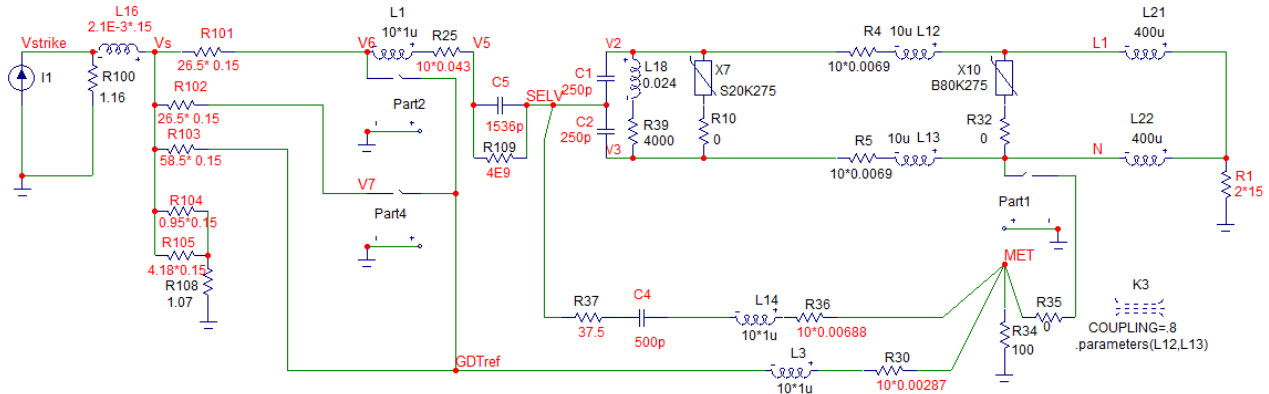 L16
2.1E-3*.15
Vstrike
Vs
R101
26.5* 0.15
I1
R100
1.16
R102
26.5* 0.15
R103
58.5* 0.15
R104
0.95*0.15
R105
4.18*0.15
R108
1.07
L1
10*1u
V6
R25
10*0.043
V5
Part2
V7
Part4
C5
1536p
R109
4E9
SELV
C1
250p
C2
250p
V2
L18
0.024
R39
4000
V3
X7
S20K275
R10
0
R4
10*0.0069
10u L12
R5
10*0.0069
10u L13
X10
B80K275
R32
0
L1
L21
400u
N
L22
400u
R1
2*15
Part1
MET
R37
37.5
C4
500p
L14
10*1u
R36
10*0.00688
R35
0
R34
100
GDTref
L3
10*1u
R30
10*0.00287
K3
COUPLING=.8
.parameters(L12,L13)